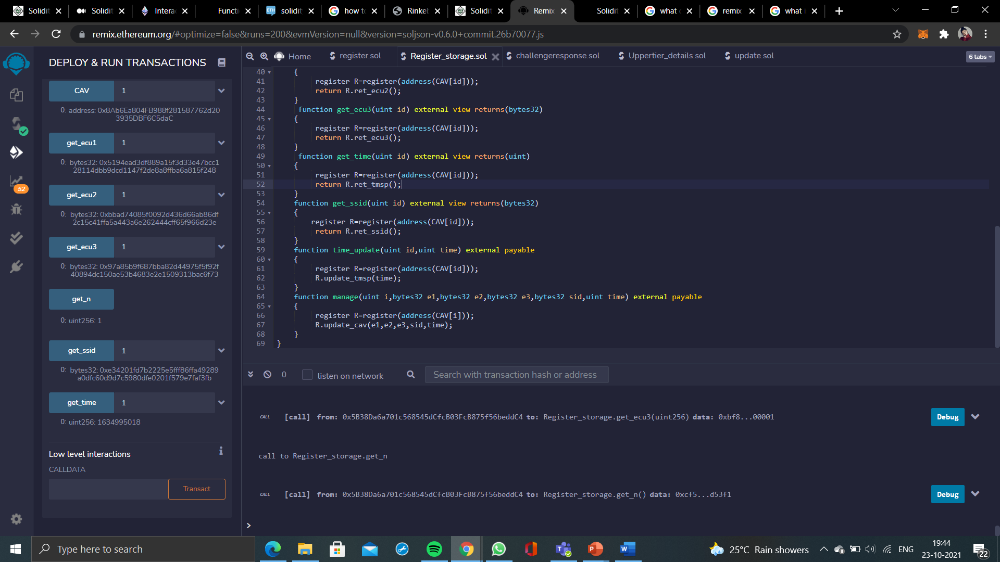 Solidit
Solidit
Intera
Functi
solidit
how to
Rinkel
Solidit
Remix
Solidit
what
remix
what i
remix.ethereum.org/#optimize=false&runs=200&evmVersion=null&version=soljson-v0.6.0+commit.26b70077.js
DEPLOY & RUN TRANSACTIONS
Home
register.sol
Register_storage.sol
challengeresponse.sol
Uppertier_details.sol
update.sol
6 tabs
CAV 1
0: address: 0x8Ab6Ea804FB988f281587762d20
3935DBF6C5daC
get_ecu1 1
0: bytes32: 0x5194ead3df889a15f3d33e47bcc1
28114dbb9dcd1147f2de8a8ffba6a815f248
52
get_ecu2 1
0: bytes32: 0xbbad74085f0092d436d66ab86df
2c15c41ffa5a443a6e262444cff65f966d23e
get_ecu3 1
0: bytes32: 0x97a85b9f687bba82d44975f5f92f
40894dc150ae53b4683e2e1509313bac6f73
get_n
0: uint256: 1
get_ssid 1
0: bytes32: 0xe34201fd7b2225e5fff86ffa49289
a0dfc60d9d7c5980dfe0201f579e7faf3fb
get_time 1
0: uint256: 1634995018
Low level interactions
CALLDATA
Transact
40 {
41 register R=register(address(CAV[id]));
42 return R.ret_ecu2();
43 }
44 function get_ecu3(uint id) external view returns(bytes32)
45 {
46 register R=register(address(CAV[id]));
47 return R.ret_ecu3();
48 }
49 function get_time(uint id) external view returns(uint)
50 {
51 register R=register(address(CAV[id]));
52 return R.ret_tmsp();
53 }
54 function get_ssid(uint id) external view returns(bytes32)
55 {
56 register R=register(address(CAV[id]));
57 return R.ret_ssid();
58 }
59 function time_update(uint id,uint time) external payable
60 {
61 register R=register(address(CAV[id]));
62 R.update_tmsp(time);
63 }
64 function manage(uint i,bytes32 e1,bytes32 e2,bytes32 e3,bytes32 sid,uint time) external payable
65 {
66 register R=register(address(CAV[i]));
67 R.update_cav(e1,e2,e3,sid,time);
68 }
69 }
0 listen on network Search with transaction hash or address
CALL [call] from: 0x5B38Da6a701c568545dCfcB03FcB875f56beddC4 to: Register_storage.get_ecu3(uint256) data: 0xbf8...00001 Debug
call to Register_storage.get_n
CALL [call] from: 0x5B38Da6a701c568545dCfcB03FcB875f56beddC4 to: Register_storage.get_n() data: 0xcf5...d53f1 Debug
>
Type here to search
25°C Rain showers
ENG
19:44
23-10-2021
22